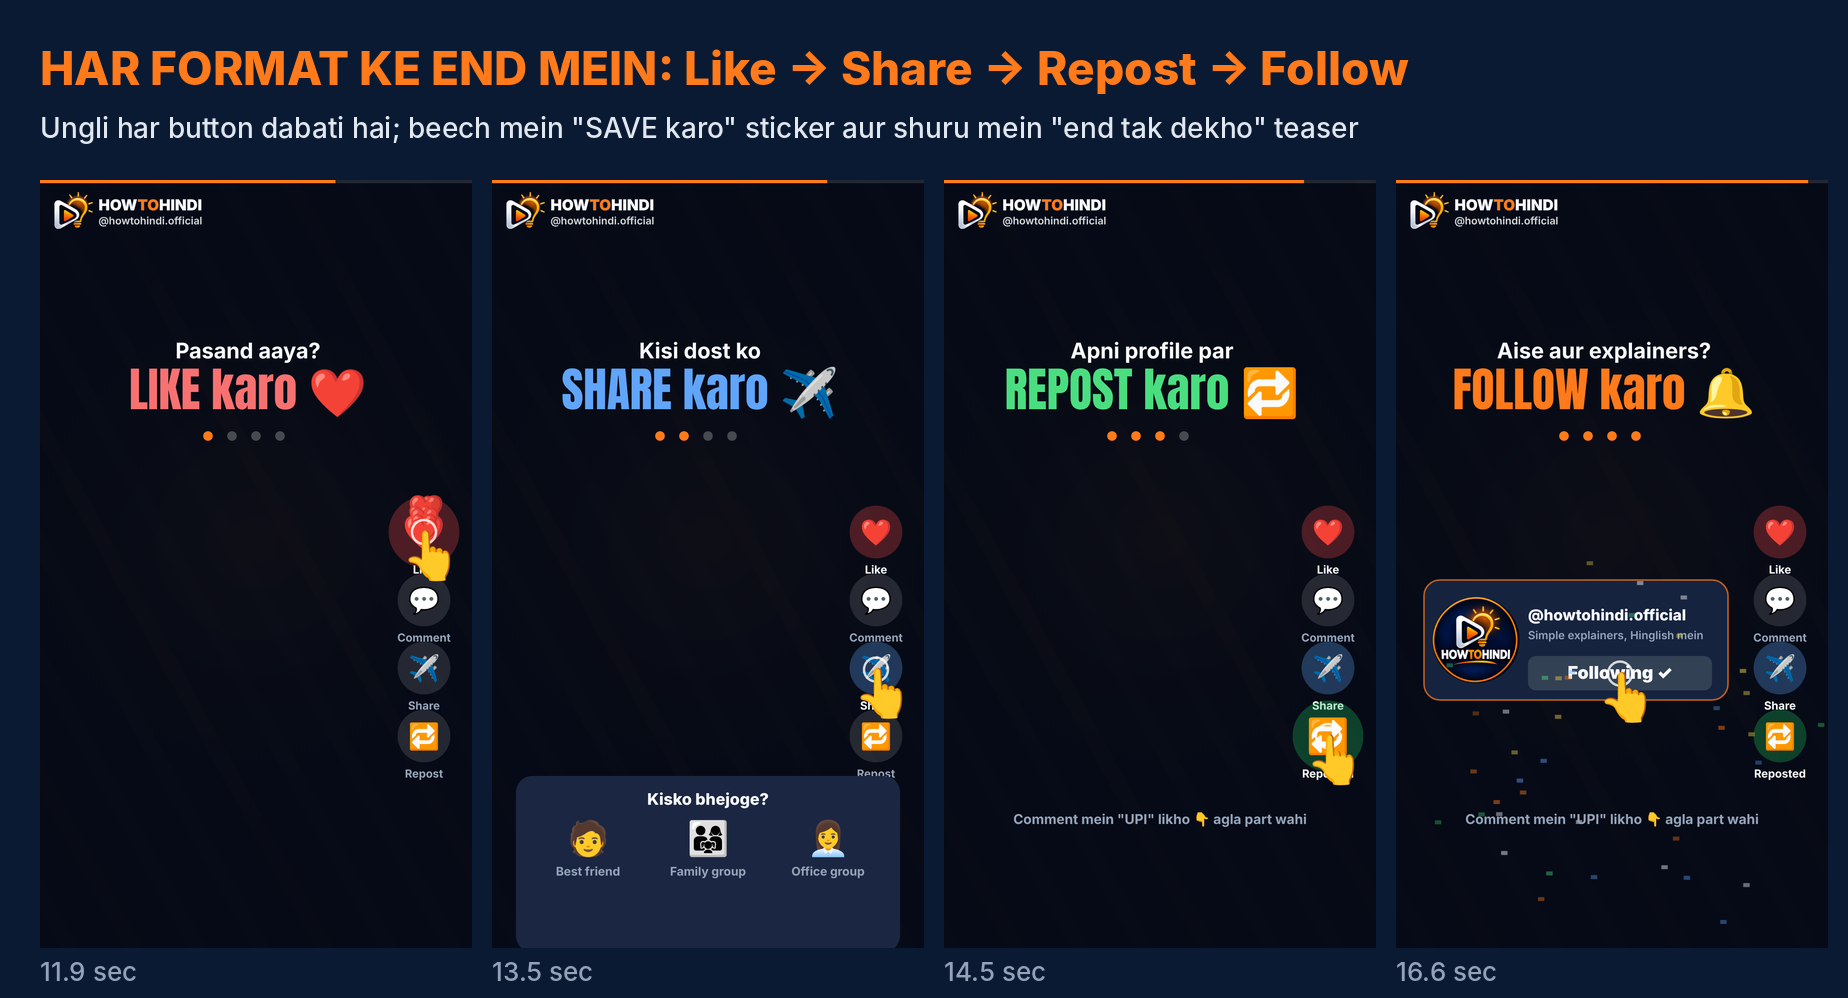 HAR FORMAT KE END MEIN: Like → Share → Repost → Follow
Ungli har button dabati hai; beech mein "SAVE karo" sticker aur shuru mein "end tak dekho" teaser
HOWTOHINDI
@howtohindi.official
Pasand aaya?
LIKE karo ❤️
Comment
Share
Repost
11.9 sec
HOWTOHINDI
@howtohindi.official
Kisi dost ko
SHARE karo ✈️
Like
Comment
Repost
Kisko bhejoge?
Best friend
Family group
Office group
13.5 sec
HOWTOHINDI
@howtohindi.official
Apni profile par
REPOST karo 🔁
Like
Comment
Share
Comment mein "UPI" likho 👇 agla part wahi
14.5 sec
HOWTOHINDI
@howtohindi.official
Aise aur explainers?
FOLLOW karo 🔔
Like
Comment
Share
Reposted
HOWTOHINDI
@howtohindi.official
Simple explainers, Hinglish mein
Following ✔
Comment mein "UPI" likho 👇 agla part wahi
16.6 sec